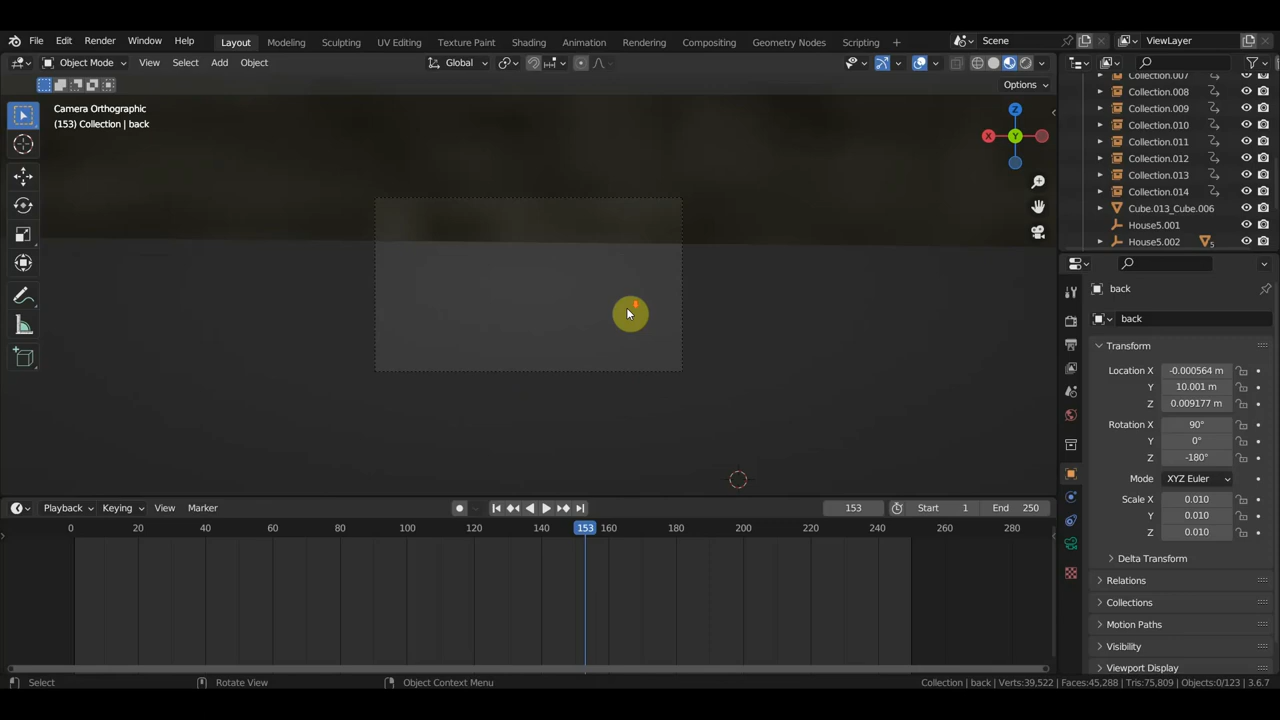 File Edit Render Window Help Layout Modeling Sculpting UV Editing Texture Paint Shading Animation Rendering Compositing Geometry Nodes Scripting + Scene ViewLayer
Object Mode View Select Add Object Global
Options
Camera Orthographic
(153) Collection | back
Z
X
Y
Collection.007
Collection.008
Collection.009
Collection.010
Collection.011
Collection.012
Collection.013
Collection.014
Cube.013_Cube.006
House5.001
House5.002 5
back
back
Transform
Location X -0.000564 m
Y 10.001 m
Z 0.009177 m
Rotation X 90°
Y 0°
Z -180°
Mode XYZ Euler
Scale X 0.010
Y 0.010
Z 0.010
Delta Transform
Relations
Collections
Motion Paths
Visibility
Viewport Display
Playback Keying View Marker 153 Start 1 End 250
0 20 40 60 80 100 120 140 153 160 180 200 220 240 260 280
Select Rotate View Object Context Menu Collection | back | Verts:39,522 | Faces:45,288 | Tris:75,809 | Objects:0/123 | 3.6.7